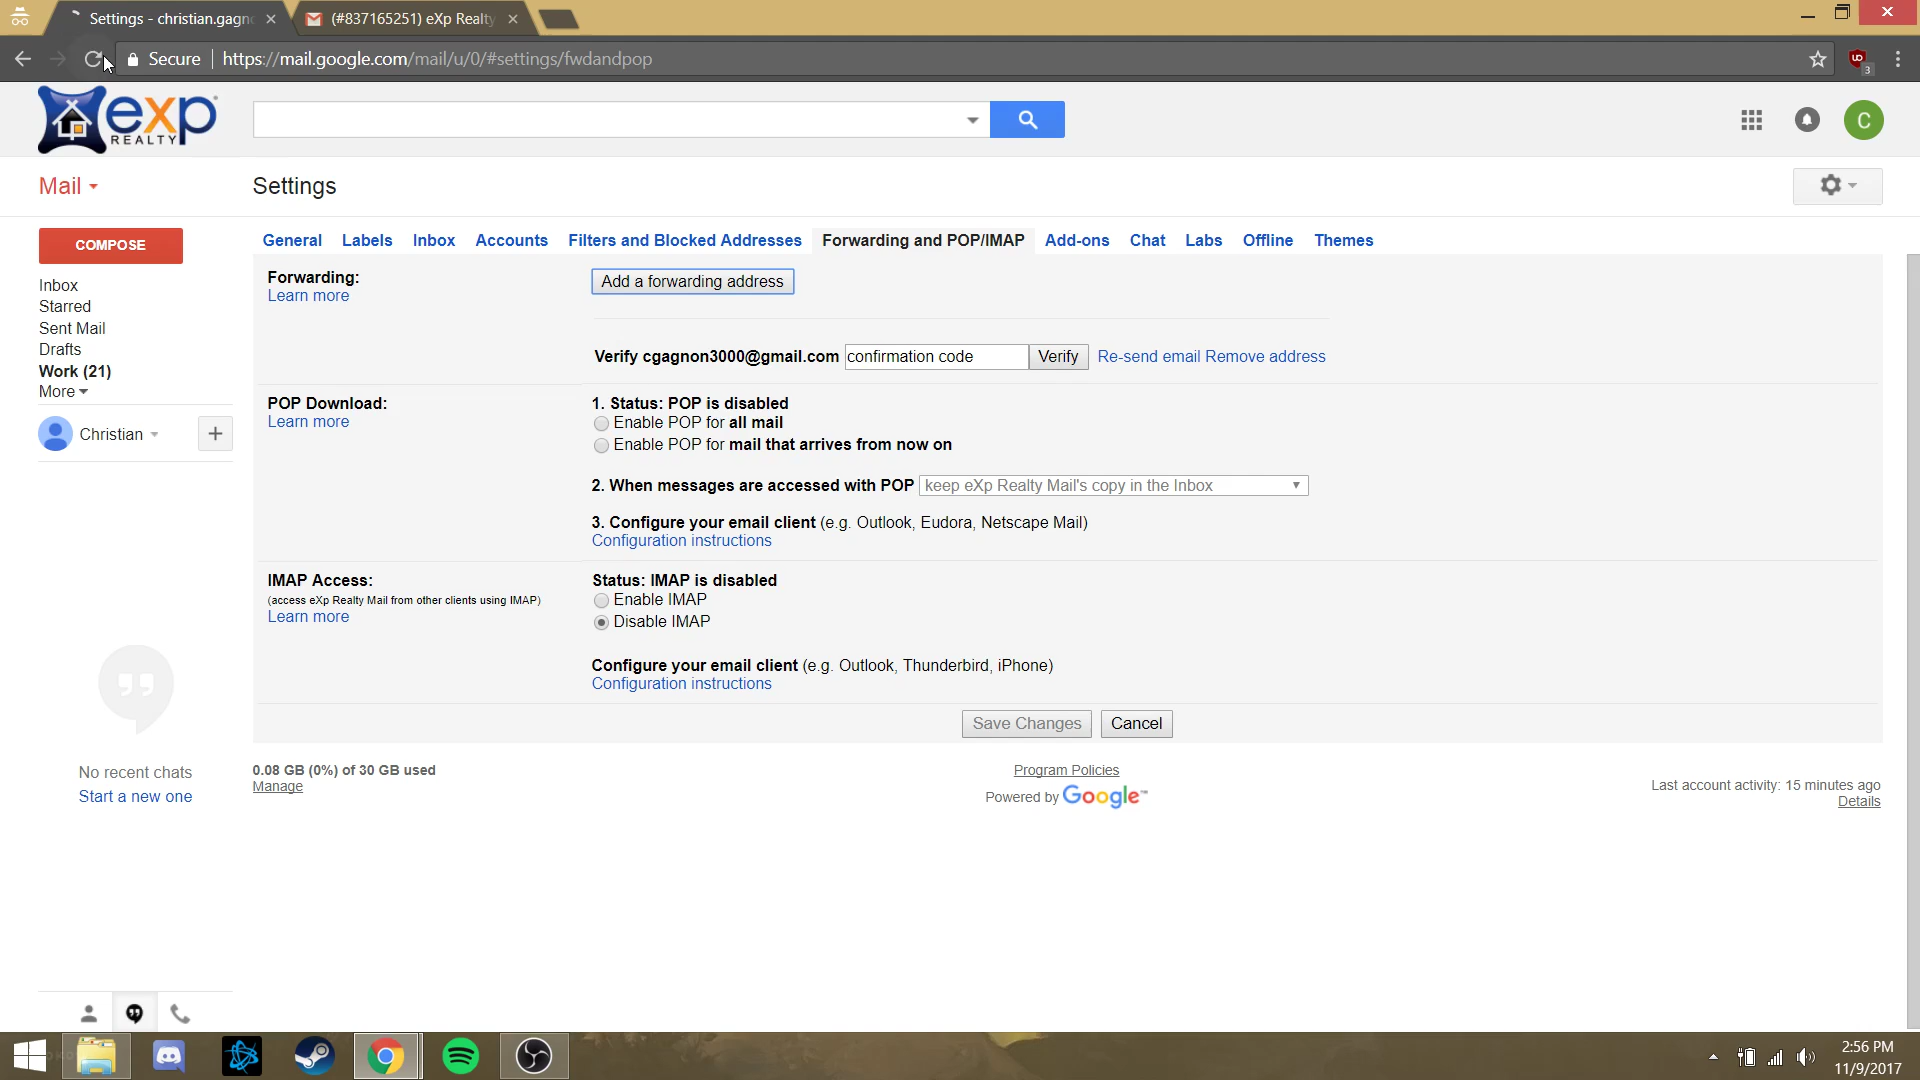 Settings - christian.gagn
(#837165251) eXp Realty
Secure
https://mail.google.com/mail/u/0/#settings/fwdandpop
3
exp
REALTY
C
Mail
Settings
COMPOSE
General Labels Inbox Accounts Filters and Blocked Addresses Forwarding and POP/IMAP Add-ons Chat Labs Offline Themes
Inbox
Starred
Sent Mail
Drafts
Work (21)
More
Christian
+
No recent chats
Start a new one
Forwarding:
Learn more
Add a forwarding address
Verify cgagnon3000@gmail.com confirmation code Verify Re-send email Remove address
POP Download:
Learn more
1. Status: POP is disabled
Enable POP for all mail
Enable POP for mail that arrives from now on
2. When messages are accessed with POP keep eXp Realty Mail's copy in the Inbox
3. Configure your email client (e.g. Outlook, Eudora, Netscape Mail)
Configuration instructions
IMAP Access:
(access eXp Realty Mail from other clients using IMAP)
Learn more
Status: IMAP is disabled
Enable IMAP
Disable IMAP
Configure your email client (e.g. Outlook, Thunderbird, iPhone)
Configuration instructions
Save Changes Cancel
0.08 GB (0%) of 30 GB used
Manage
Program Policies
Powered by Google™
Last account activity: 15 minutes ago
Details
2:56 PM
11/9/2017